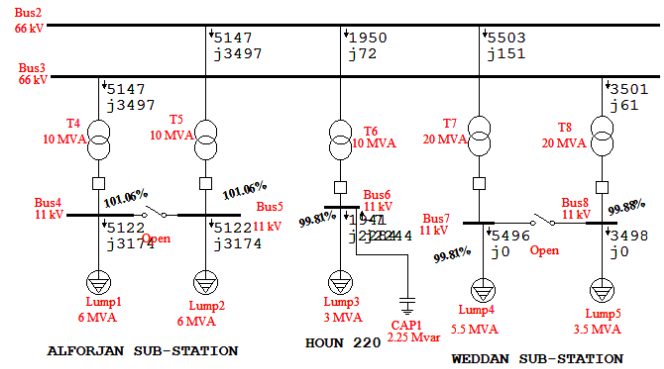 Bus2
66 kV
5147
j3497
1950
j72
5503
j151
Bus3
66 kV
5147
j3497
3501
j61
T4
10 MVA
T5
10 MVA
T6
10 MVA
T7
20 MVA
T8
20 MVA
101.06%
101.06%
Bus4
11 kV
Open
Bus5
11 kV
Bus6
11 kV
99.81%
Bus7
11 kV
99.81%
Bus8
11 kV
99.88%
Open
5122
j3174
5122
j3174
1941
5496
j0
3498
j0
Lump1
6 MVA
Lump2
6 MVA
Lump3
3 MVA
CAP1
2.25 Mvar
Lump4
5.5 MVA
Lump5
3.5 MVA
ALFORJAN SUB-STATION
HOUN 220
WEDDAN SUB-STATION